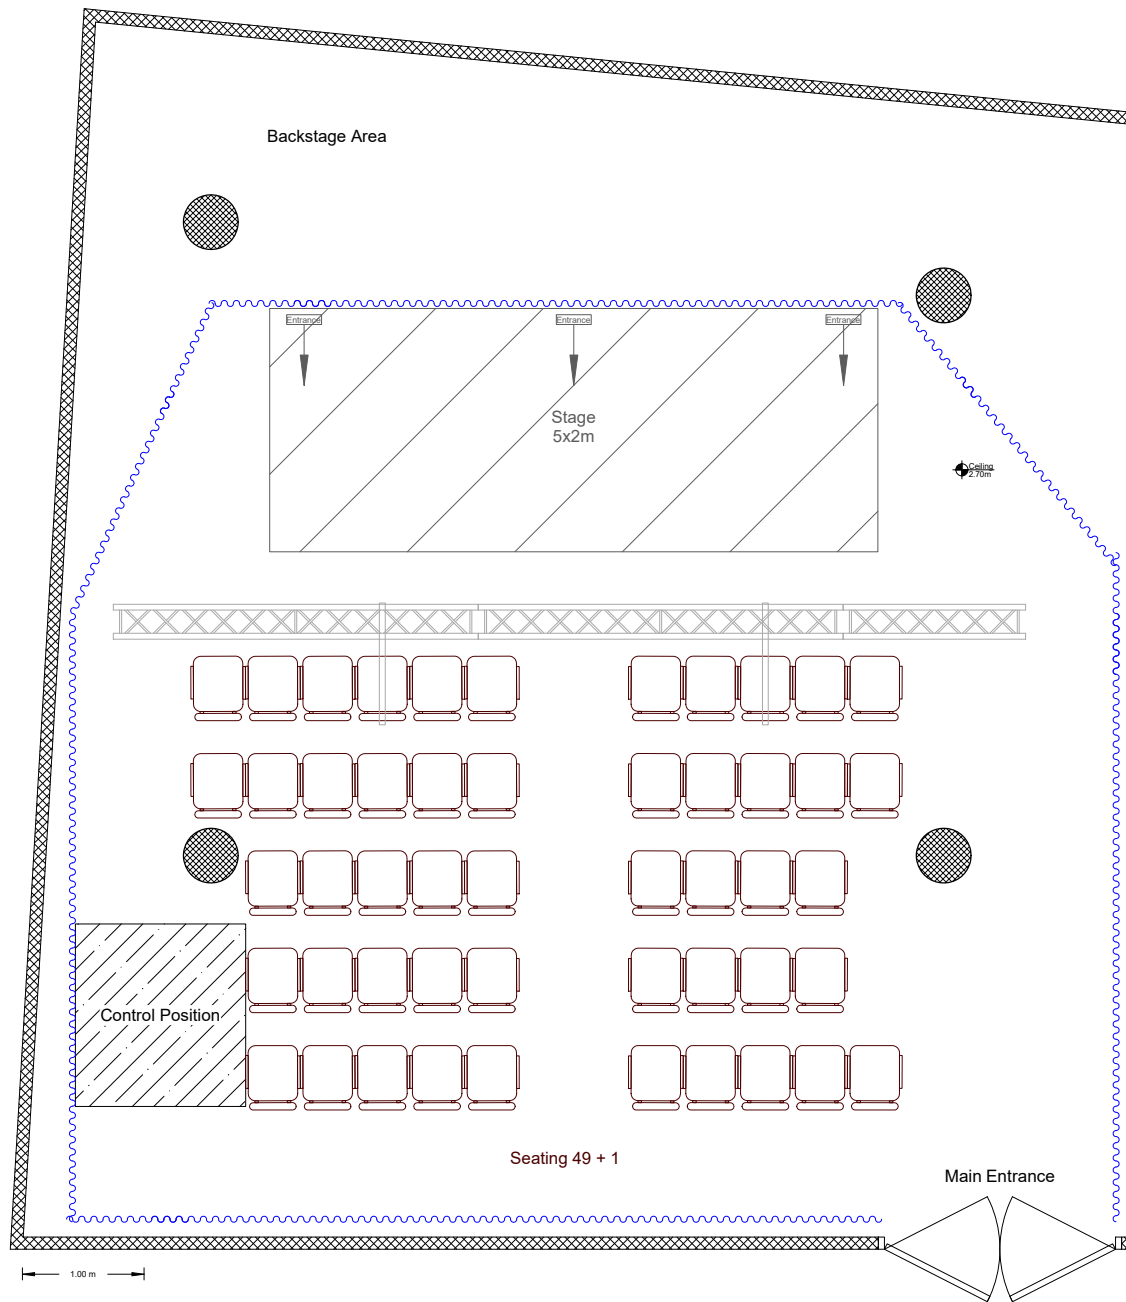 Backstage Area
Entrance
Entrance
Entrance
Stage
5x2m
Ceiling
2.70m
Control Position
Seating 49 + 1
Main Entrance
1.00 m